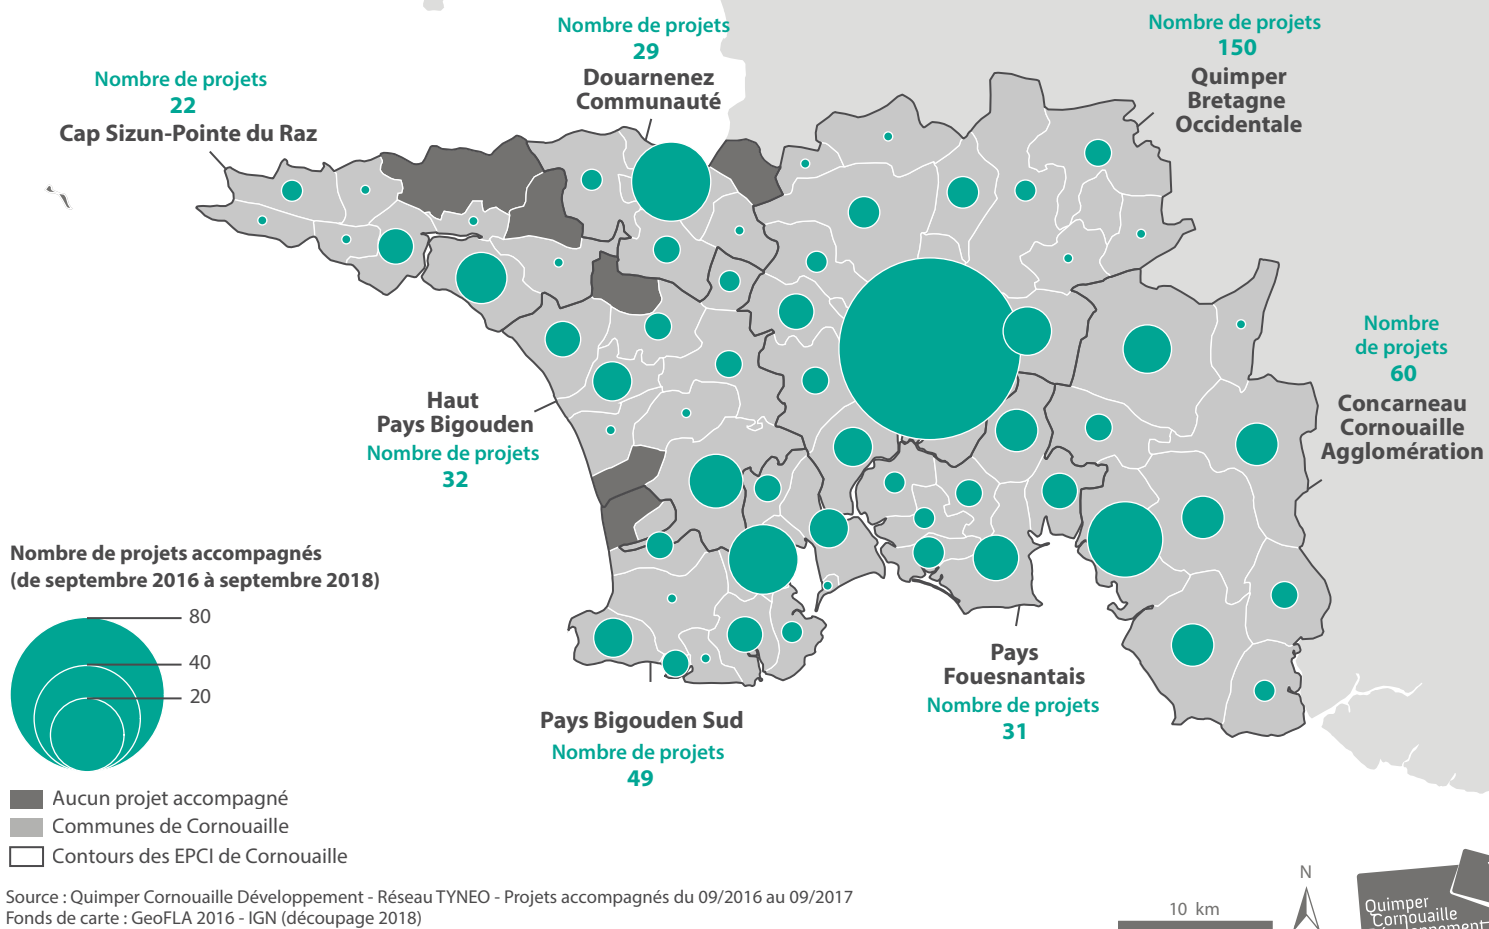 Nombre de projets
29
Douarnenez
Communauté
Nombre de projets
150
Quimper
Bretagne
Occidentale
Nombre de projets
22
Cap Sizun-Pointe du Raz
Nombre
de projets
60
Concarneau
Cornouaille
Agglomération
Haut
Pays Bigouden
Nombre de projets
32
Pays
Fouesnantais
Nombre de projets
31
Pays Bigouden Sud
Nombre de projets
49
Nombre de projets accompagnés
(de septembre 2016 à septembre 2018)
80
40
20
Aucun projet accompagné
Communes de Cornouaille
Contours des EPCI de Cornouaille
Source : Quimper Cornouaille Développement - Réseau TYNEO - Projets accompagnés du 09/2016 au 09/2017
Fonds de carte : GeoFLA 2016 - IGN (découpage 2018)
10 km
N
Quimper
Cornouaille